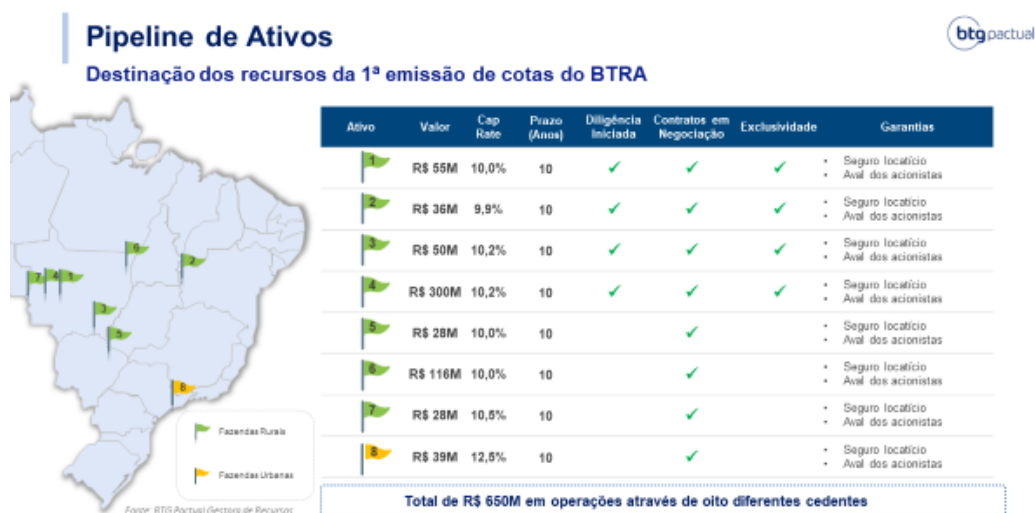 Pipeline de Ativos
btgpactual
Destinação dos recursos da 1ª emissão de cotas do BTRA
Ativo Valor Cap Rate Prazo (Anos) Diligência Iniciada Contratos em Negociação Exclusividade Garantias
1 R$ 55M 10,0% 10 ✓ ✓ ✓ • Seguro locatício
• Aval dos acionistas
2 R$ 36M 9,9% 10 ✓ ✓ ✓ • Seguro locatício
• Aval dos acionistas
3 R$ 50M 10,2% 10 ✓ ✓ ✓ • Seguro locatício
• Aval dos acionistas
4 R$ 300M 10,2% 10 ✓ ✓ ✓ • Seguro locatício
• Aval dos acionistas
5 R$ 28M 10,0% 10 ✓ • Seguro locatício
• Aval dos acionistas
6 R$ 116M 10,0% 10 ✓ • Seguro locatício
• Aval dos acionistas
7 R$ 28M 10,5% 10 ✓ • Seguro locatício
• Aval dos acionistas
8 R$ 39M 12,5% 10 ✓ • Seguro locatício
• Aval dos acionistas
6
2
7 4 1
3
5
8
Fazendas Rurais
Fazendas Urbanas
Total de R$ 650M em operações através de oito diferentes cedentes
Fonte: BTG Pactual Gestora de Recursos